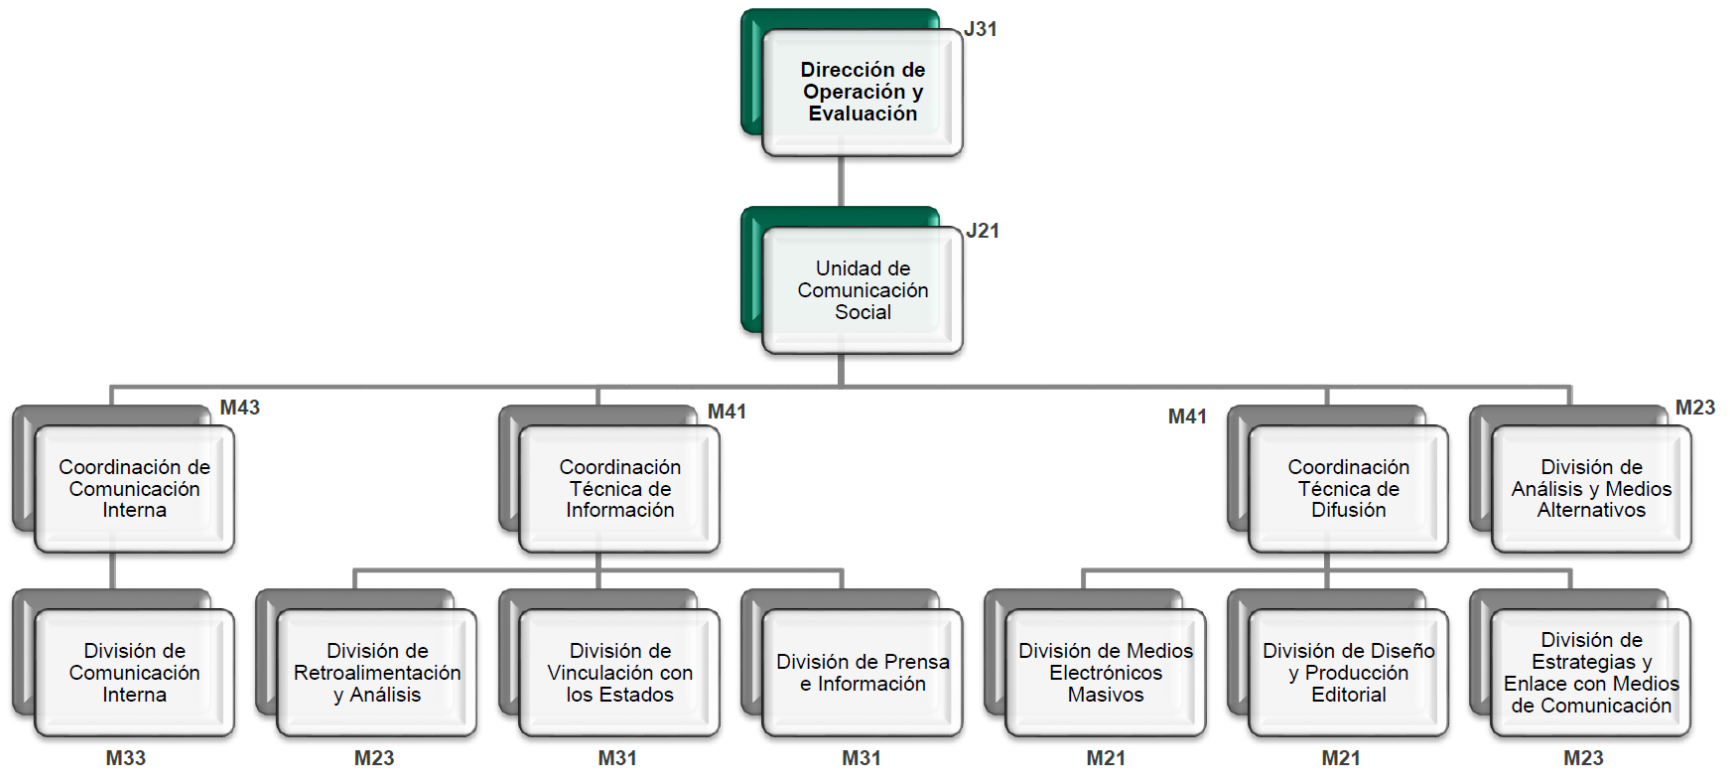 J31
Dirección de
Operación y
Evaluación
J21
Unidad de
Comunicación
Social
M43
Coordinación de
Comunicación
Interna
M41
Coordinación
Técnica de
Información
M41
Coordinación
Técnica de
Difusión
M23
División de
Análisis y Medios
Alternativos
División de
Comunicación
Interna
M33
División de
Retroalimentación
y Análisis
M23
División de
Vinculación con
los Estados
M31
División de Prensa
e Información
M31
División de Medios
Electrónicos
Masivos
M21
División de Diseño
y Producción
Editorial
M21
División de
Estrategias y
Enlace con Medios
de Comunicación
M23